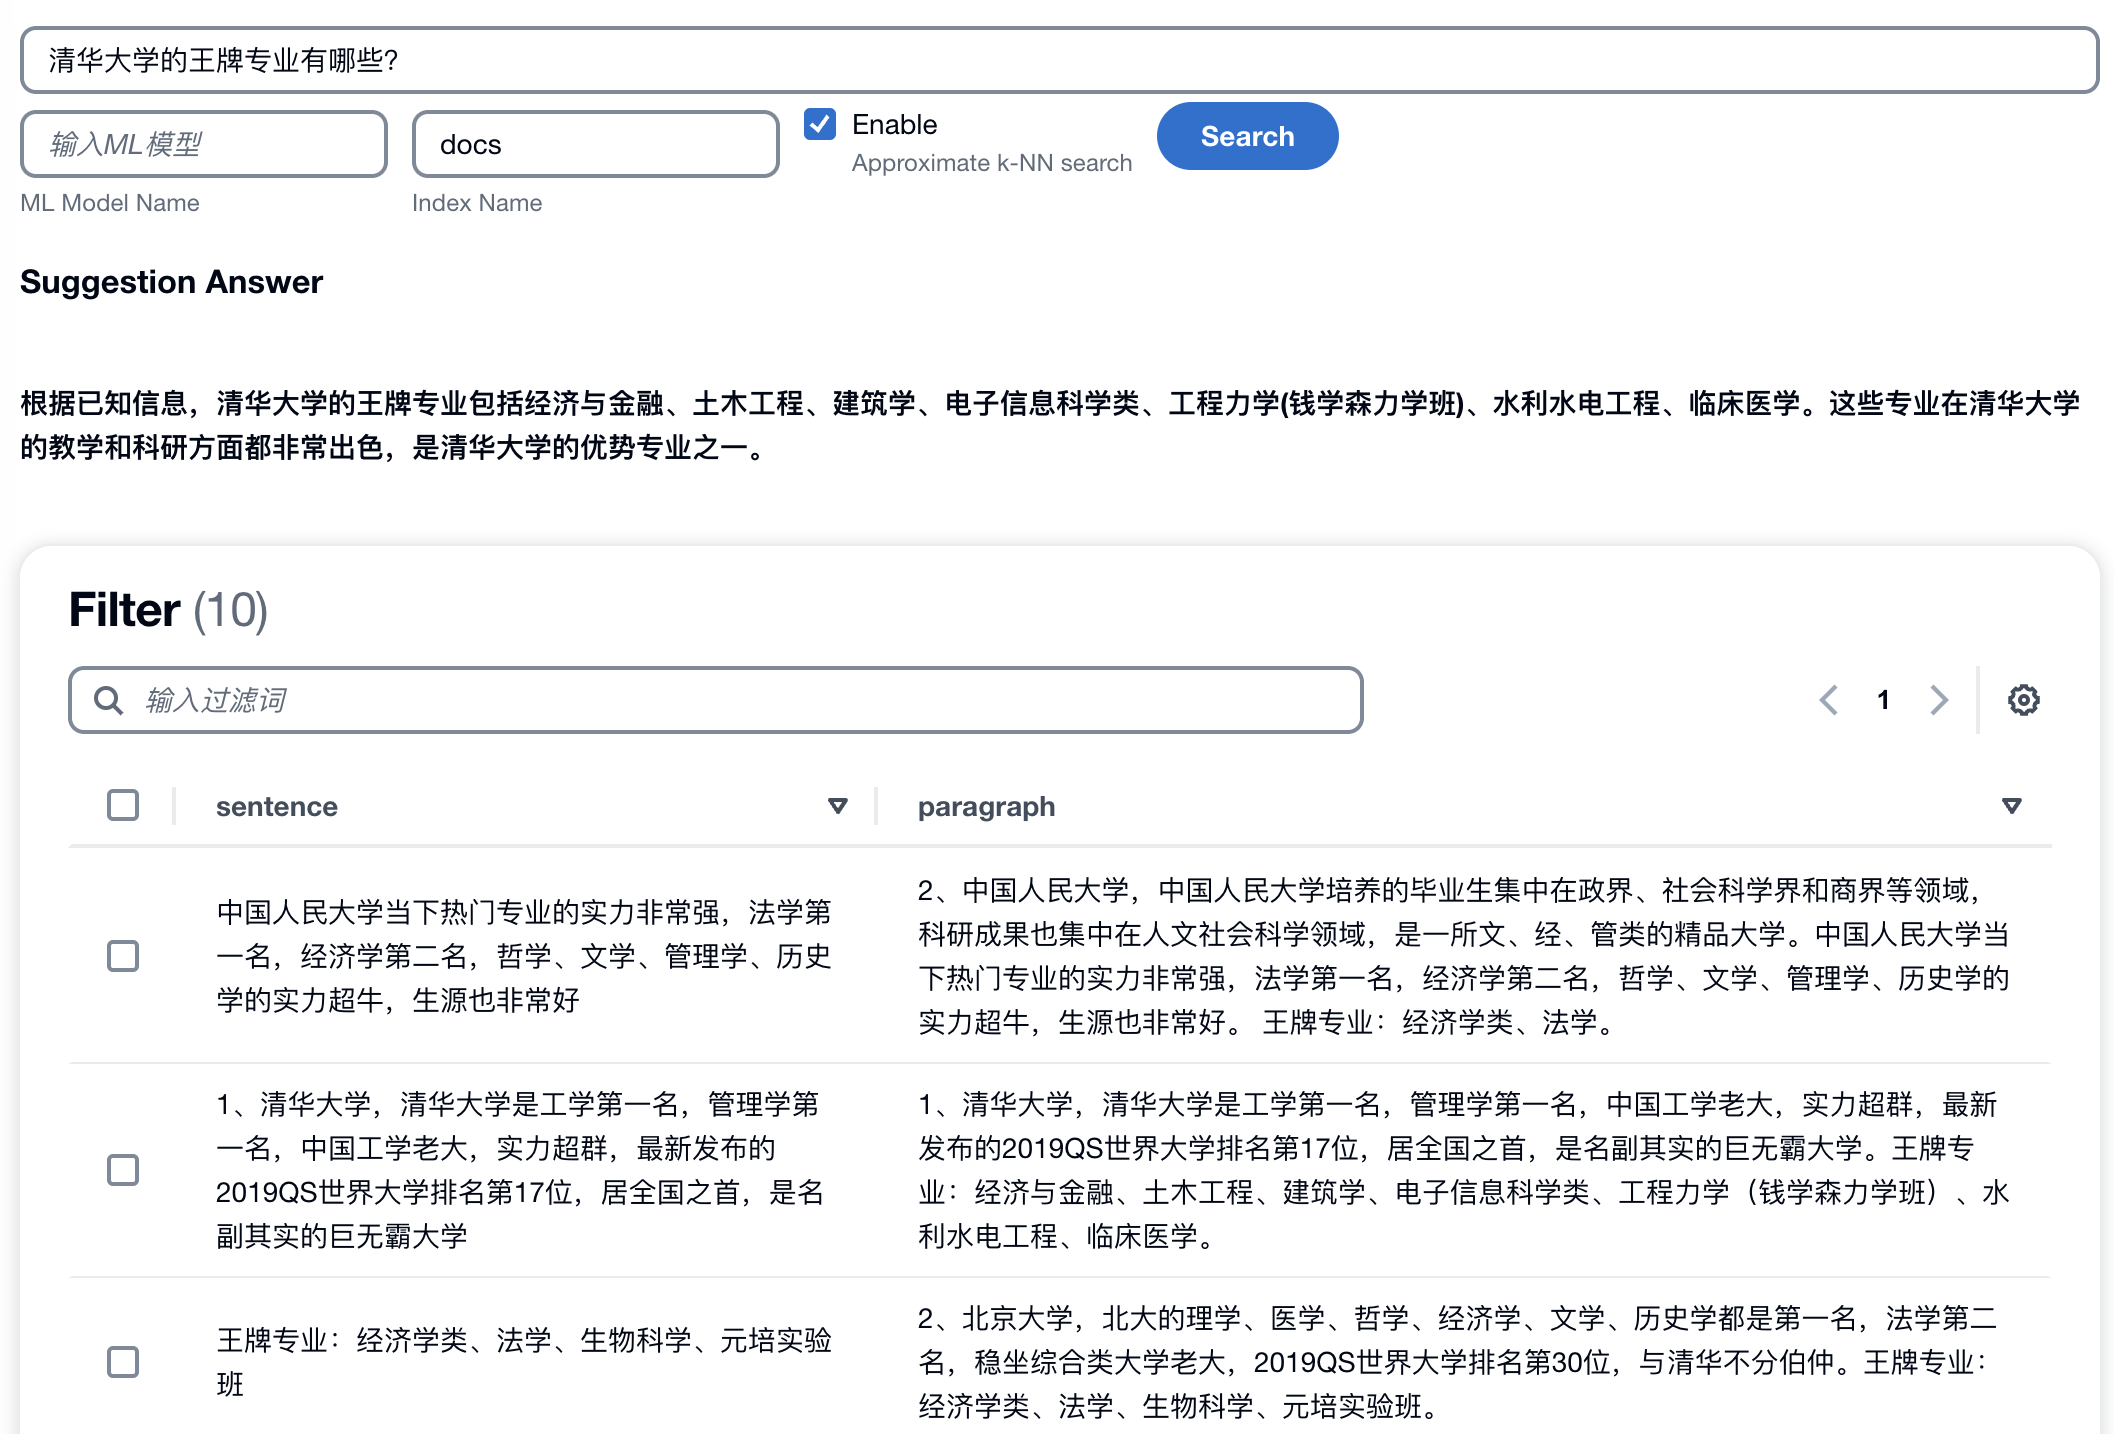 清华大学的王牌专业有哪些?
输入ML模型
docs
Enable
Approximate k-NN search
Search
ML Model Name
Index Name
Suggestion Answer
根据已知信息，清华大学的王牌专业包括经济与金融、土木工程、建筑学、电子信息科学类、工程力学(钱学森力学班)、水利水电工程、临床医学。这些专业在清华大学
的教学和科研方面都非常出色，是清华大学的优势专业之一。
Filter (10)
输入过滤词
1
sentence
paragraph
中国人民大学当下热门专业的实力非常强，法学第
一名，经济学第二名，哲学、文学、管理学、历史
学的实力超牛，生源也非常好
2、中国人民大学，中国人民大学培养的毕业生集中在政界、社会科学界和商界等领域，
科研成果也集中在人文社会科学领域，是一所文、经、管类的精品大学。中国人民大学当
下热门专业的实力非常强，法学第一名，经济学第二名，哲学、文学、管理学、历史学的
实力超牛，生源也非常好。 王牌专业：经济学类、法学。
1、清华大学，清华大学是工学第一名，管理学第
一名，中国工学老大，实力超群，最新发布的
2019QS世界大学排名第17位，居全国之首，是名
副其实的巨无霸大学
1、清华大学，清华大学是工学第一名，管理学第一名，中国工学老大，实力超群，最新
发布的2019QS世界大学排名第17位，居全国之首，是名副其实的巨无霸大学。王牌专
业：经济与金融、土木工程、建筑学、电子信息科学类、工程力学（钱学森力学班）、水
利水电工程、临床医学。
王牌专业：经济学类、法学、生物科学、元培实验
班
2、北京大学，北大的理学、医学、哲学、经济学、文学、历史学都是第一名，法学第二
名，稳坐综合类大学老大，2019QS世界大学排名第30位，与清华不分伯仲。王牌专业：
经济学类、法学、生物科学、元培实验班。